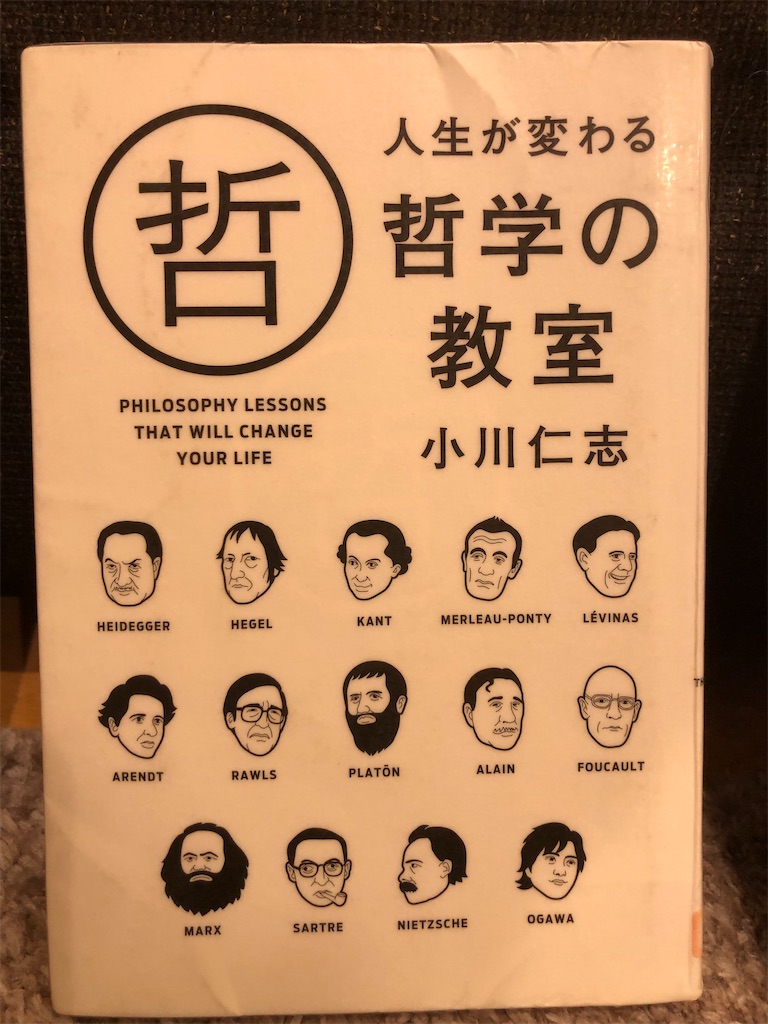 哲
人生が変わる
哲学の
教室
小川仁志
PHILOSOPHY LESSONS
THAT WILL CHANGE
YOUR LIFE
HEIDEGGER
HEGEL
KANT
MERLEAU-PONTY
LÉVINAS
ARENDT
RAWLS
PLATŌN
ALAIN
FOUCAULT
MARX
SARTRE
NIETZSCHE
OGAWA